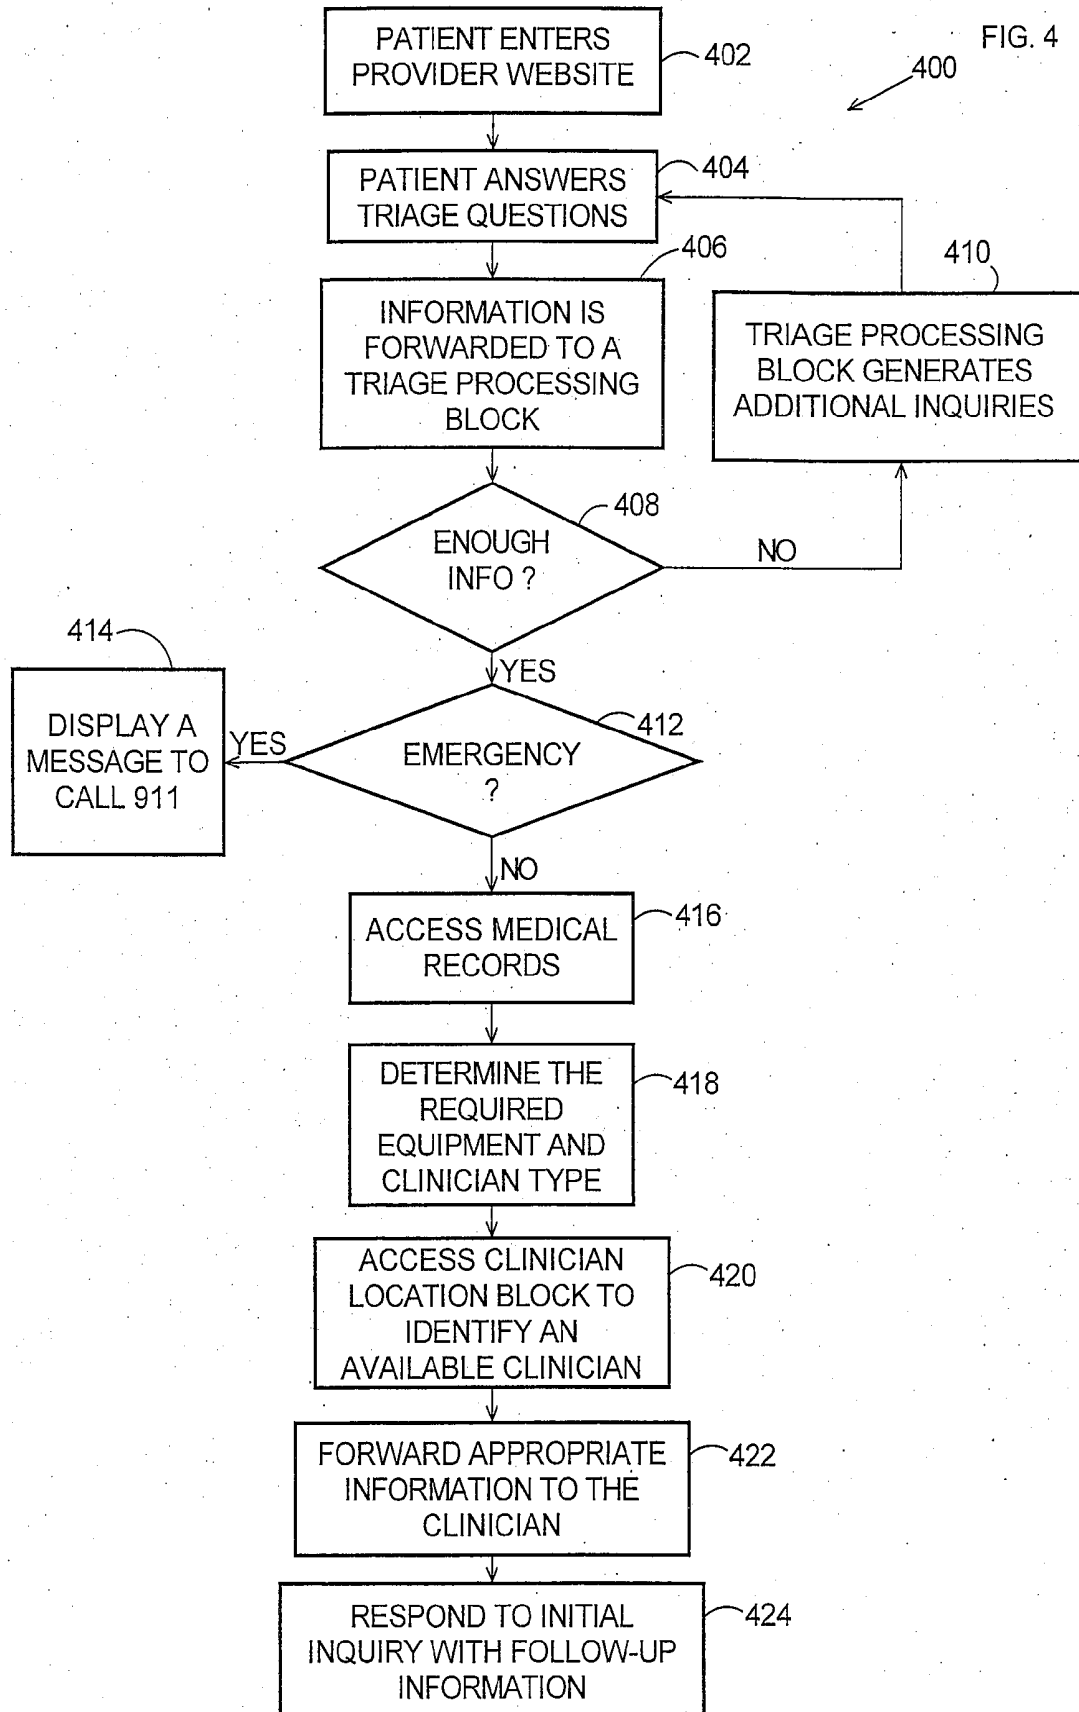 FIG. 4
400
PATIENT ENTERS
PROVIDER WEBSITE
402
PATIENT ANSWERS
TRIAGE QUESTIONS
404
INFORMATION IS
FORWARDED TO A
TRIAGE PROCESSING
BLOCK
406
TRIAGE PROCESSING
BLOCK GENERATES
ADDITIONAL INQUIRIES
410
ENOUGH
INFO ?
408
NO
YES
EMERGENCY
?
412
YES
DISPLAY A
MESSAGE TO
CALL 911
414
NO
ACCESS MEDICAL
RECORDS
416
DETERMINE THE
REQUIRED
EQUIPMENT AND
CLINICIAN TYPE
418
ACCESS CLINICIAN
LOCATION BLOCK TO
IDENTIFY AN
AVAILABLE CLINICIAN
420
FORWARD APPROPRIATE
INFORMATION TO THE
CLINICIAN
422
RESPOND TO INITIAL
INQUIRY WITH FOLLOW-UP
INFORMATION
424